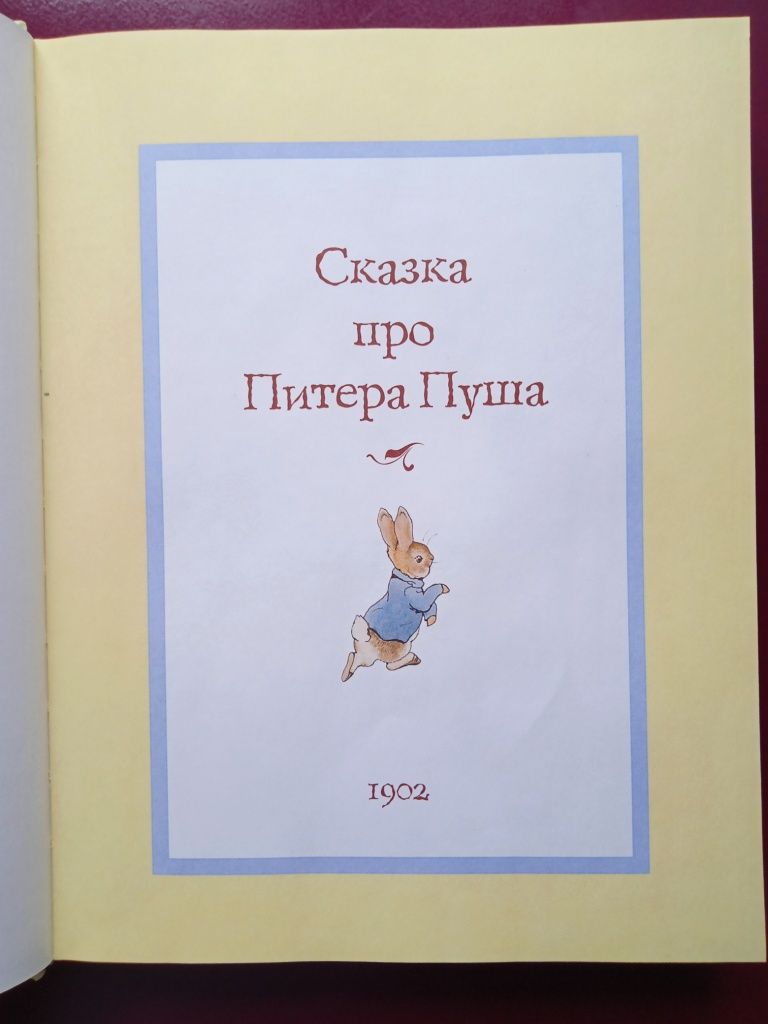 Сказка
про
Питера Пуша
1902